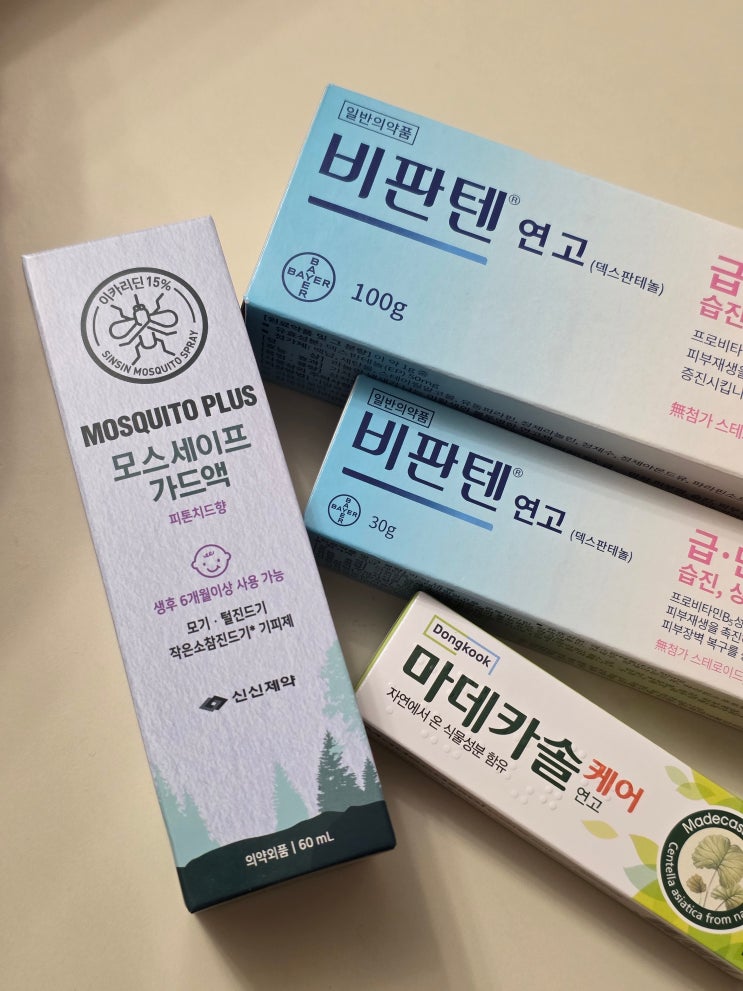 이카리딘 15%
SINSIN MOSQUITO SPRAY
MOSQUITO PLUS
모스 세이프
가드액
피톤치드향
생후 6개월이상 사용 가능
모기 · 털진드기
작은소참진드기* 기피제
신신제약
의약외품 | 60 mL
일반의약품
비판텐® 연고 (덱스판테놀)
BAYER
BAYER
100g
급·
습진
프로비타
피부재생을
증진시킵니
無첨가 스테
일반의약품
비판텐® 연고 (덱스판테놀)
BAYER
BAYER
30g
급·만
습진, 상
프로비타민B5성
피부재생을 촉진
피부장벽 복구를
無첨가 스테로이드
Dongkook
마데카솔케어
연고
자연에서 온 식물성분 함유
Madecas
Centella asiatica from na